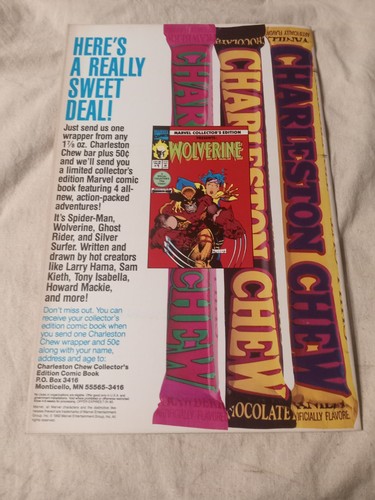 HERE'S
A REALLY
SWEET
DEAL!
Just send us one
wrapper from any
1⅞ oz. Charleston
Chew bar plus 50¢
and we'll send you
a limited collector's
edition Marvel comic
book featuring 4 all-
new, action-packed
adventures!
It's Spider-Man,
Wolverine, Ghost
Rider, and Silver
Surfer. Written and
drawn by hot creators
like Larry Hama, Sam
Kieth, Tony Isabella,
Howard Mackie,
and more!
Don't miss out. You can
receive your collector's
edition comic book
when you send one
Charleston Chew
wrapper and 50¢
along with your name,
address and age to:
Charleston Chew Collector's
Edition Comic Book
P.O. Box 3416
Monticello, MN 55565-3416
MARVEL COLLECTOR'S EDITION
WOLVERINE
CHARLESTON CHEW
CHARLESTON CHEW
CHARLESTON CHEW
CHOCOLATE